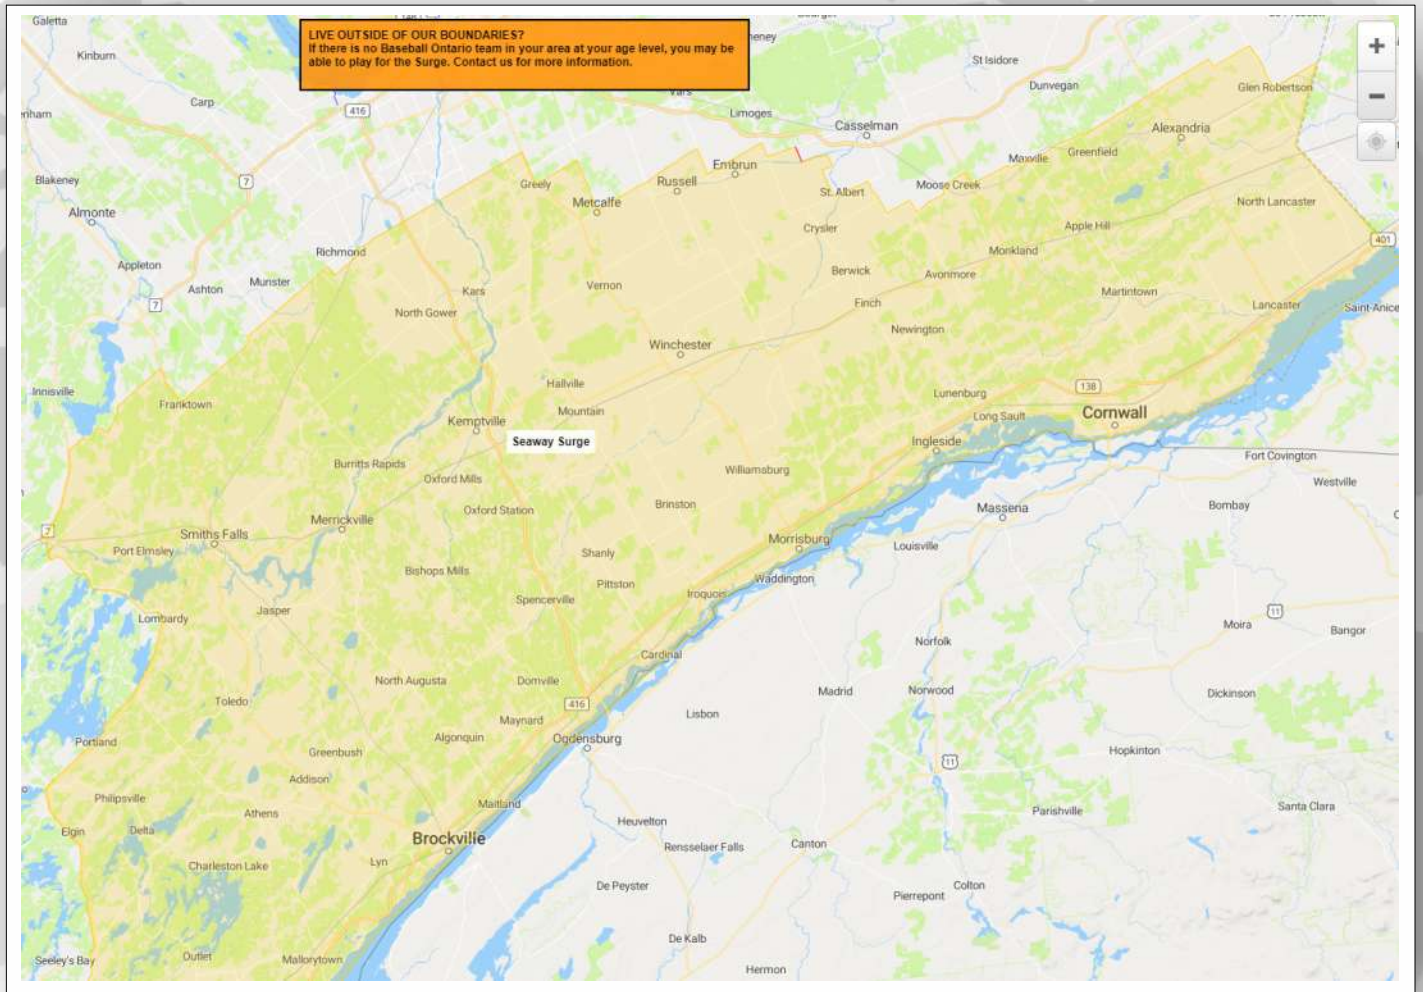 Galetta
LIVE OUTSIDE OF OUR BOUNDARIES?
If there is no Baseball Ontario team in your area at your age level, you may be
able to play for the Surge. Contact us for more information.
Kinburn
St Isidore
+
−
Carp
416
Vars
Limoges
Casselman
Dunvegan
Glen Robertson
Alexandria
Blakeney
7
Greely
Metcalfe
Russell
Embrun
St. Albert
Maxville
Greenfield
Moose Creek
Almonte
North Lancaster
Richmond
Crysler
Apple Hill
401
Appleton
Ashton
Munster
Monkland
7
Kars
Vernon
Berwick
Avonmore
Martintown
North Gower
Finch
Lancaster
Saint-Anice
Winchester
Newington
Innisville
Franktown
Hallville
Lunenburg
138
Mountain
Long Sault
Cornwall
Kemptville
Seaway Surge
Ingleside
Burritts Rapids
Williamsburg
Fort Covington
Oxford Mills
Westville
Merrickville
Oxford Station
Brinston
Massena
Bombay
7
Smiths Falls
Port Elmsley
Shanly
Morrisburg
Louisville
Bishops Mills
Pittston
Waddington
Spencerville
Iroquois
Jasper
Lombardy
11
Moira
Bangor
Norfolk
Cardinal
North Augusta
Domville
Madrid
Norwood
Dickinson
Toledo
416
Maynard
Lisbon
Portland
Algonquin
Ogdensburg
Greenbush
Hopkinton
11
Addison
Philipsville
Athens
Maitland
Santa Clara
Elgin
Delta
Brockville
Heuvelton
Parishville
Rensselaer Falls
Canton
Charleston Lake
Lyn
De Peyster
Colton
Pierrepont
De Kalb
Seeley's Bay
Outlet
Mallorytown
Hermon